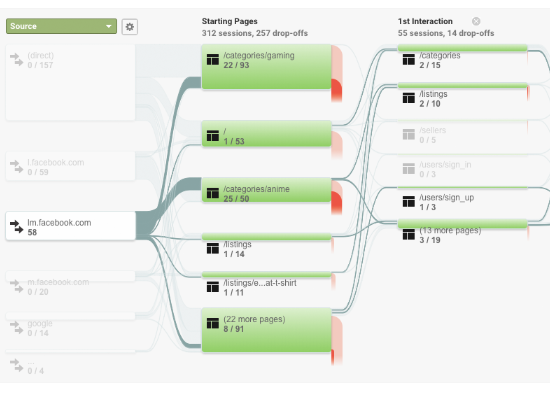 Source
Starting Pages
312 sessions, 257 drop-offs
1st Interaction
55 sessions, 14 drop-offs
(direct)
0 / 157
l.facebook.com
0 / 59
lm.facebook.com
58
m.facebook.com
0 / 20
google
0 / 14
...
0 / 4
/categories/gaming
22 / 93
/
1 / 53
/categories/anime
25 / 50
/listings
1 / 14
/listings/e...at-t-shirt
1 / 11
(22 more pages)
8 / 91
/categories
2 / 15
/listings
2 / 10
/sellers
0 / 5
/users/sign_in
0 / 3
/users/sign_up
1 / 3
(13 more pages)
3 / 19